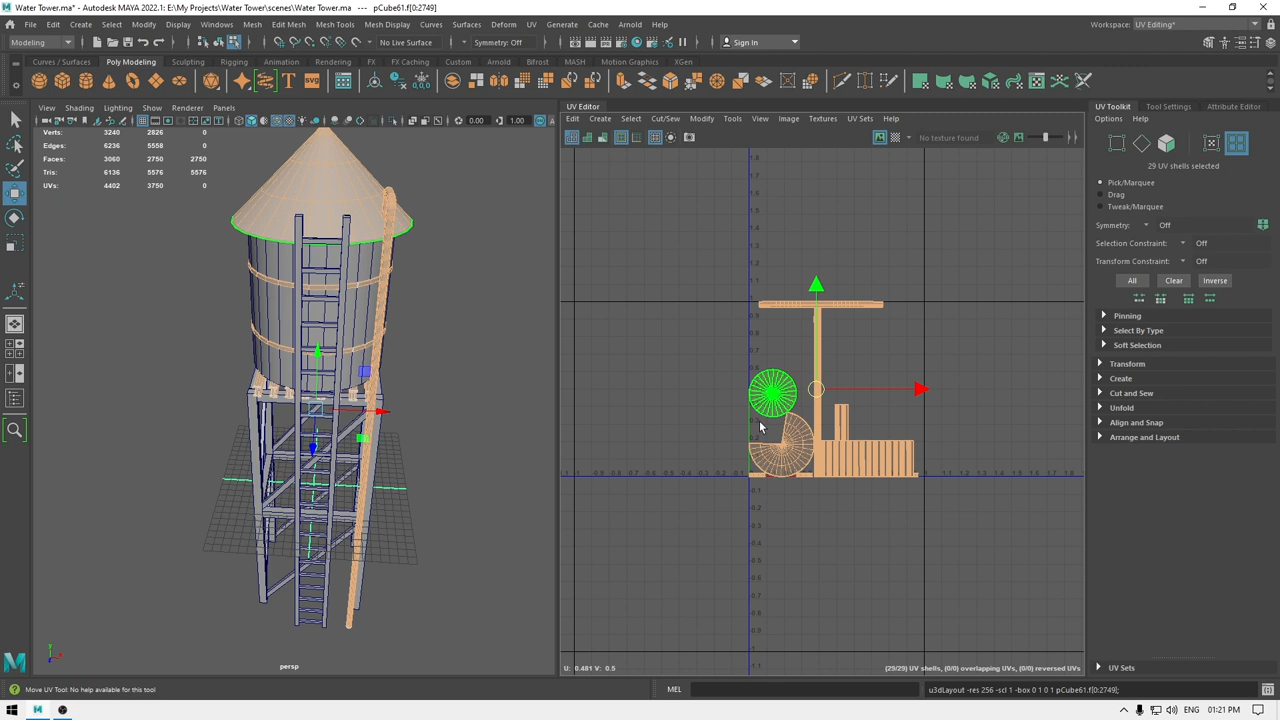 Water Tower.ma* - Autodesk MAYA 2022.1: E:\My Projects\Water Tower\scenes\Water Tower.ma --- pCube61.f[0:2749]
File Edit Create Select Modify Display Windows Mesh Edit Mesh Mesh Tools Mesh Display Curves Surfaces Deform UV Generate Cache Arnold Help
Workspace: UV Editing*
Modeling No Live Surface Symmetry: Off Sign In
Curves / Surfaces Poly Modeling Sculpting Rigging Animation Rendering FX FX Caching Custom Arnold Bifrost MASH Motion Graphics XGen
View Shading Lighting Show Renderer Panels
0.00 1.00
Verts: 3240 2826 0
Edges: 6236 5558 0
Faces: 3060 2750 2750
Tris: 6136 5576 5576
UVs: 4402 3750 0
persp
UV Editor
Edit Create Select Cut/Sew Modify Tools View Image Textures UV Sets Help
No texture found
U: 0.481 V: 0.5
(29/29) UV shells, (0/0) overlapping UVs, (0/0) reversed UVs
UV Toolkit Tool Settings Attribute Editor
Options Help
29 UV shells selected
Pick/Marquee
Drag
Tweak/Marquee
Symmetry: Off
Selection Constraint: Off
Transform Constraint: Off
All Clear Inverse
Pinning
Select By Type
Soft Selection
Transform
Create
Cut and Sew
Unfold
Align and Snap
Arrange and Layout
UV Sets
Move UV Tool: No help available for this tool
MEL
u3dLayout -res 256 -scl 1 -box 0 1 0 1 pCube61.f[0:2749];
ENG 01:21 PM